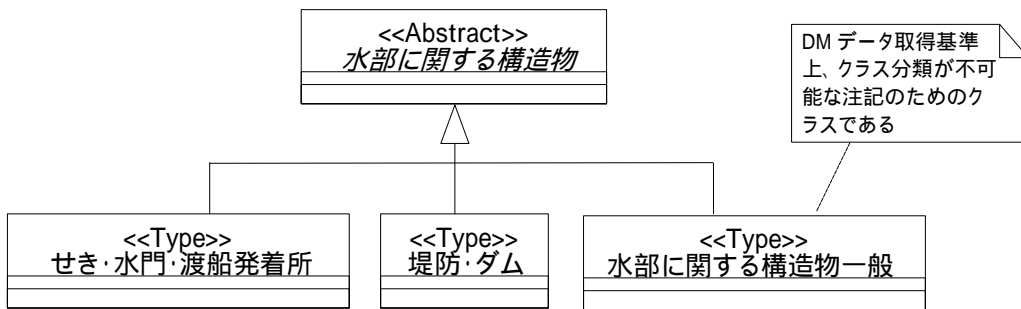 <<Abstract>>
水部に関する構造物
DM データ取得基準
上、クラス分類が不可
能な注記のためのク
ラスである
<<Type>>
せき・水門・渡船発着所
<<Type>>
堤防・ダム
<<Type>>
水部に関する構造物一般